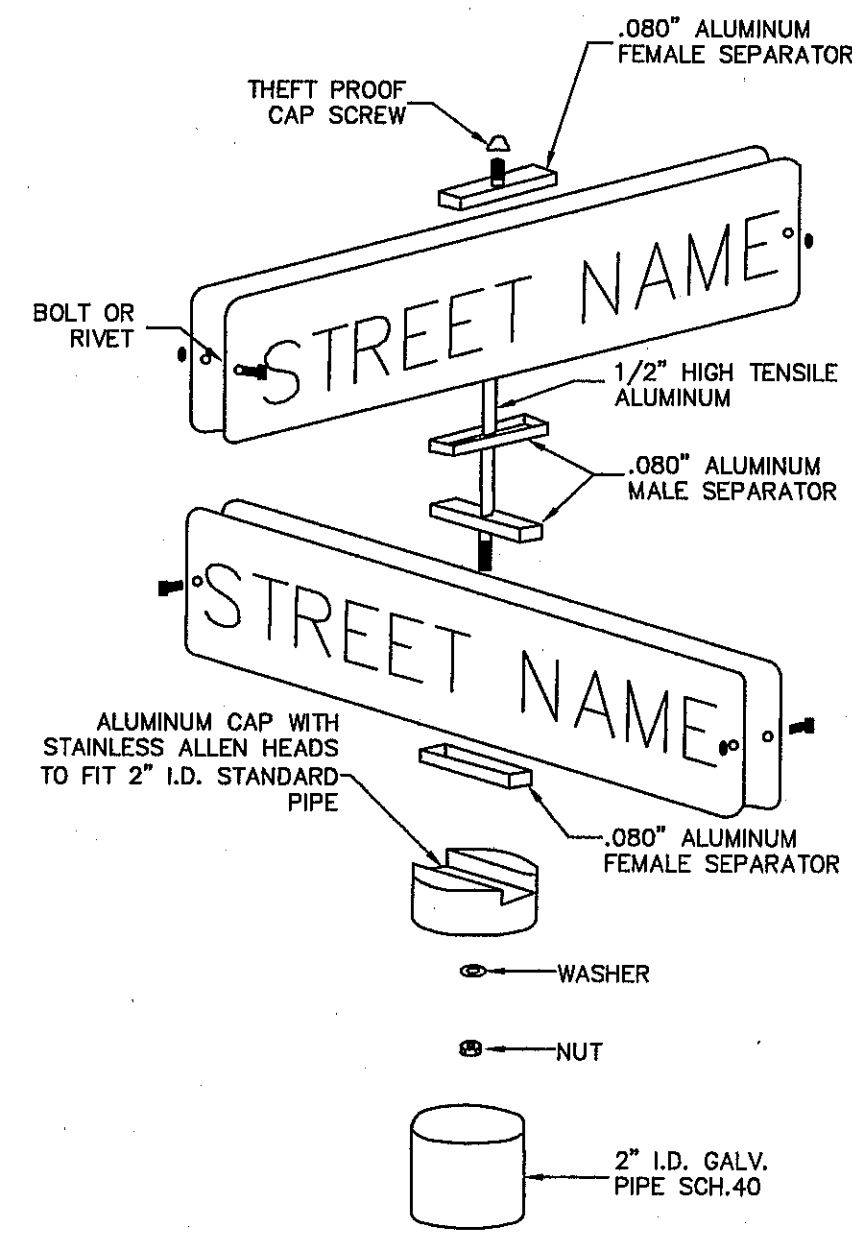 .080" ALUMINUM
FEMALE SEPARATOR
THEFT PROOF
CAP SCREW
STREET NAME
BOLT OR
RIVET
1/2" HIGH TENSILE
ALUMINUM
.080" ALUMINUM
MALE SEPARATOR
STREET NAME
ALUMINUM CAP WITH
STAINLESS ALLEN HEADS
TO FIT 2" I.D. STANDARD
PIPE
.080" ALUMINUM
FEMALE SEPARATOR
WASHER
NUT
2" I.D. GALV.
PIPE SCH.40